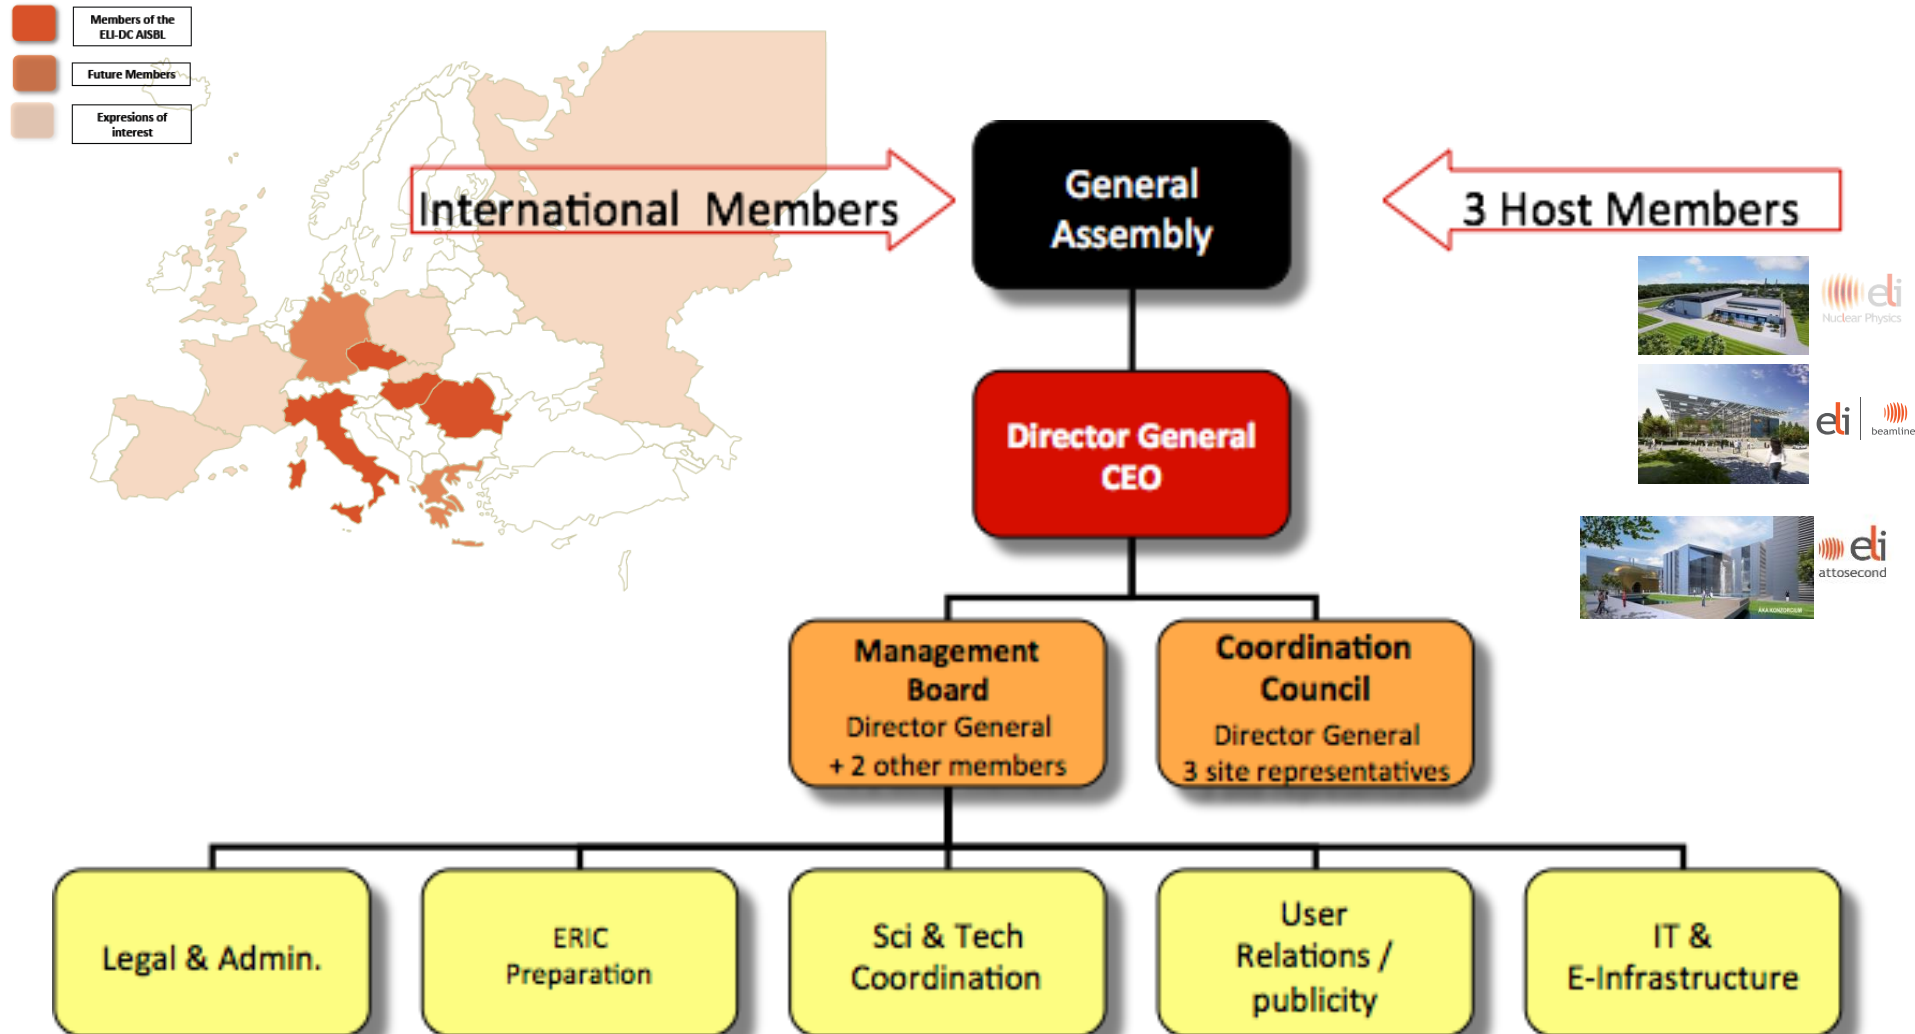 Members of the
ELI-DC AISBL
Future Members
Expresions of
interest
International Members
General
Assembly
3 Host Members
eli
Nuclear Physics
eli
beamline
eli
attosecond
Director General
CEO
Management
Board
Director General
+ 2 other members
Coordination
Council
Director General
3 site representatives
Legal & Admin.
ERIC
Preparation
Sci & Tech
Coordination
User
Relations /
publicity
IT &
E-Infrastructure